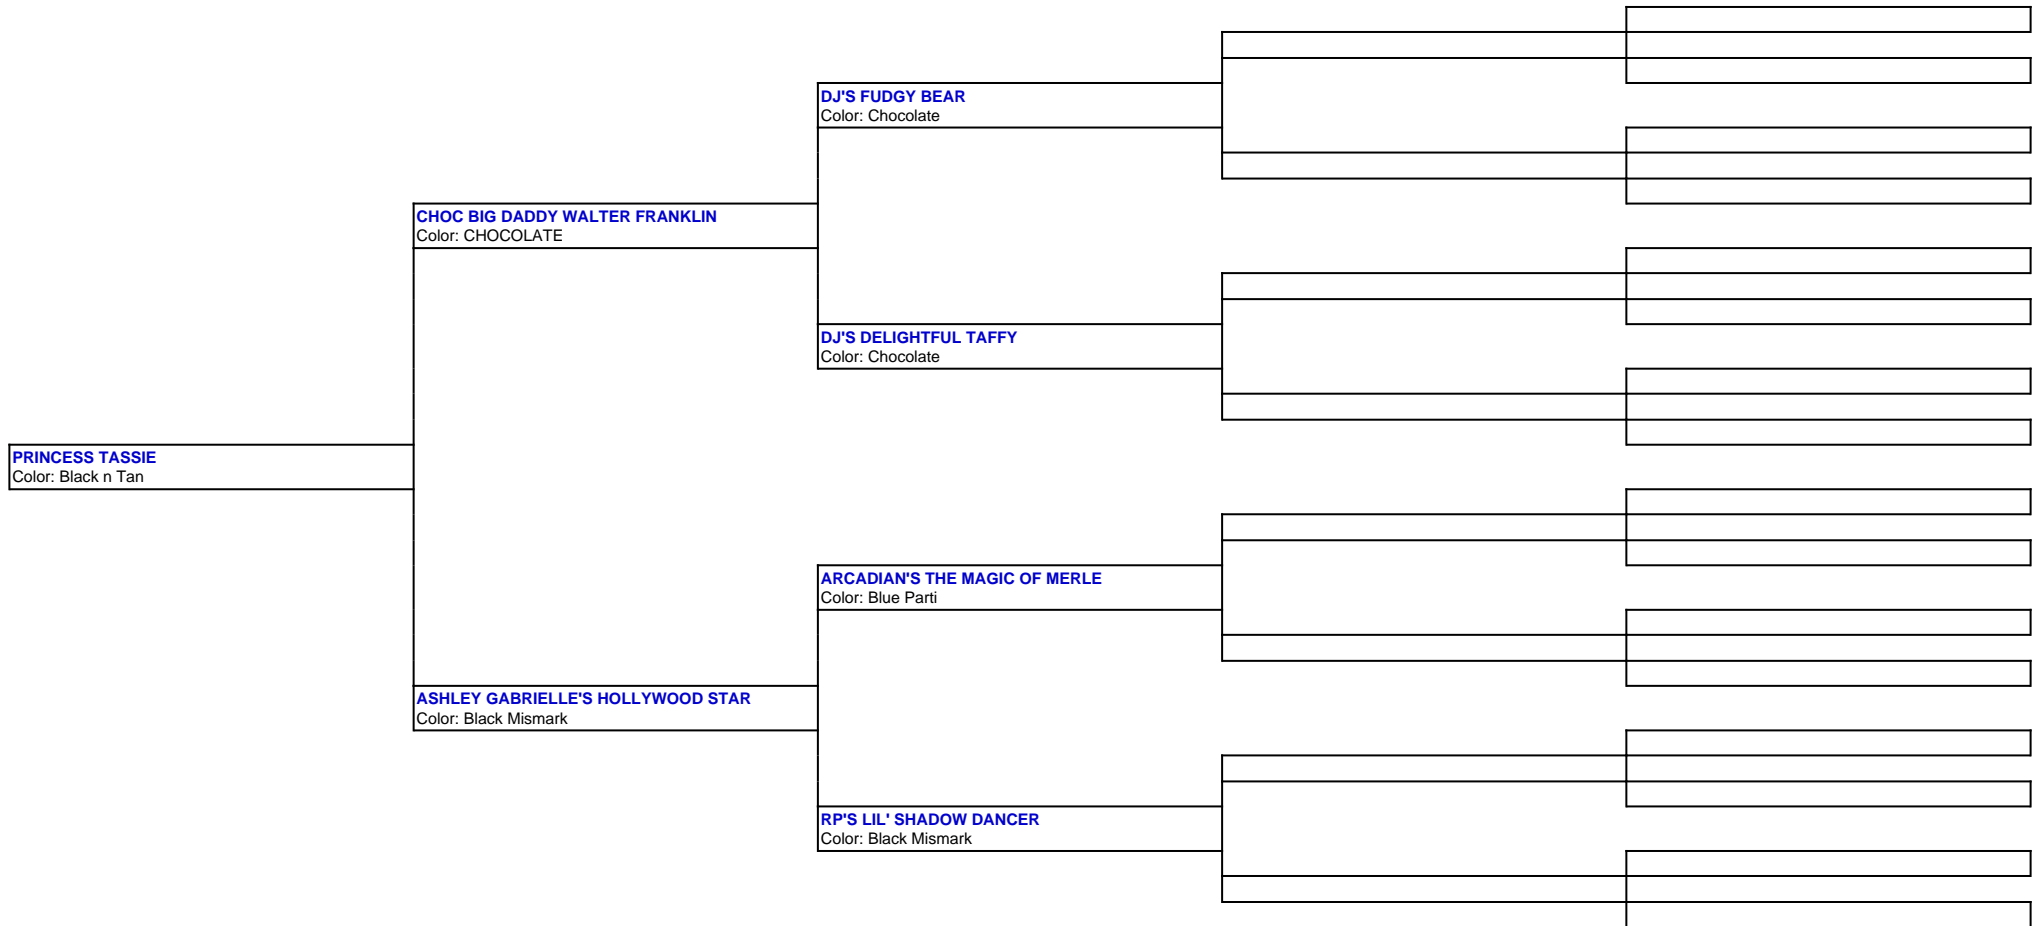 DJ'S FUDGY BEAR
Color: Chocolate
CHOC BIG DADDY WALTER FRANKLIN
Color: CHOCOLATE
DJ'S DELIGHTFUL TAFFY
Color: Chocolate
PRINCESS TASSIE
Color: Black n Tan
ARCADIAN'S THE MAGIC OF MERLE
Color: Blue Parti
ASHLEY GABRIELLE'S HOLLYWOOD STAR
Color: Black Mismark
RP'S LIL' SHADOW DANCER
Color: Black Mismark